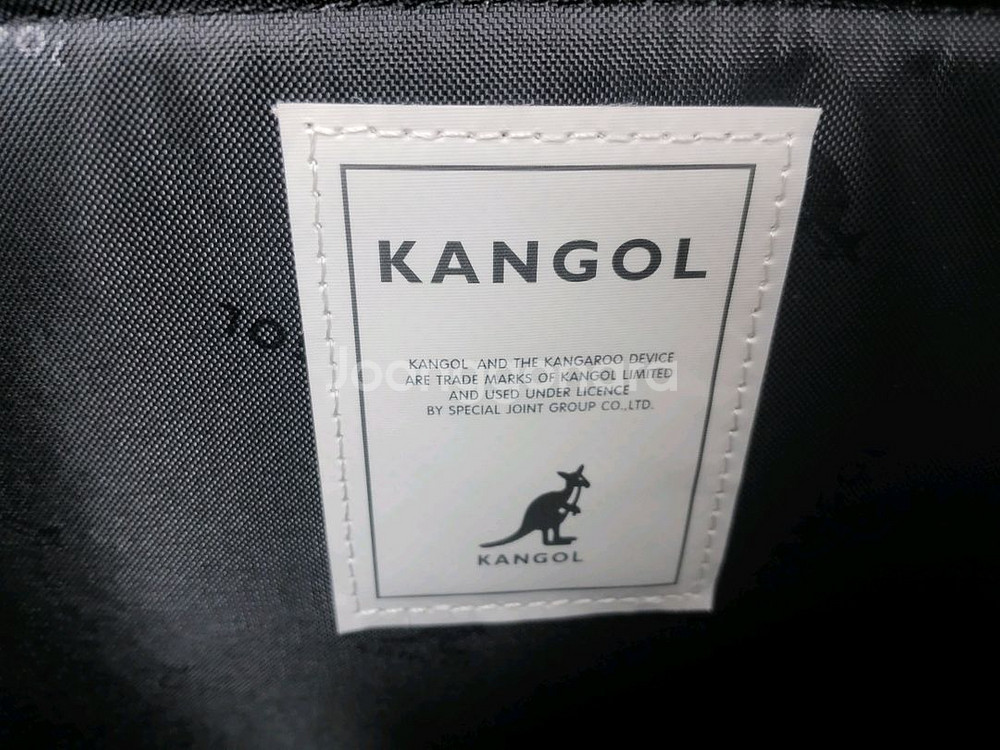 KANGOL
KANGOL AND THE KANGAROO DEVICE
ARE TRADE MARKS OF KANGOL LIMITED
AND USED UNDER LICENCE
BY SPECIAL JOINT GROUP CO.,LTD.
KANGOL